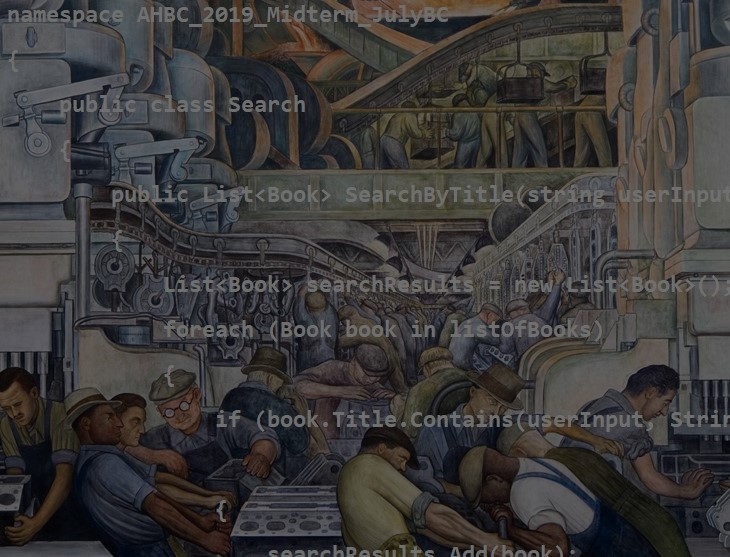 namespace AHBC_2019_Midterm_JulyBC
{
public class Search
{
public List<Book> SearchByTitle(string userInput
{
List<Book> searchResults = new List<Book>();
foreach (Book book in listOfBooks)
{
if (book.Title.Contains(userInput, Strin
{
searchResults.Add(book);